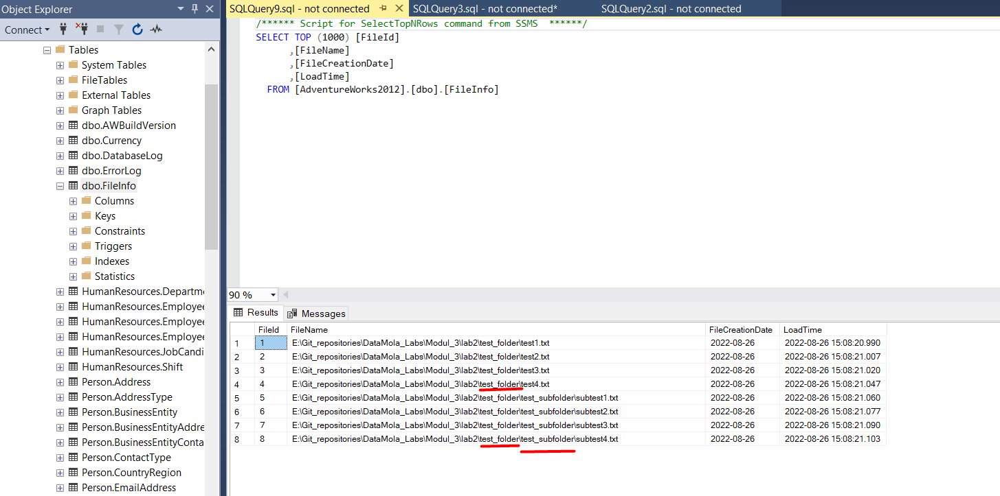 Object Explorer
Connect
Tables
System Tables
FileTables
External Tables
Graph Tables
dbo.AWBuildVersion
dbo.Currency
dbo.DatabaseLog
dbo.ErrorLog
dbo.FileInfo
Columns
Keys
Constraints
Triggers
Indexes
Statistics
HumanResources.Departme
HumanResources.Employee
HumanResources.Employee
HumanResources.Employee
HumanResources.JobCandi
HumanResources.Shift
Person.Address
Person.AddressType
Person.BusinessEntity
Person.BusinessEntityAddre
Person.BusinessEntityConta
Person.ContactType
Person.CountryRegion
Person.EmailAddress
SQLQuery9.sql - not connected SQLQuery3.sql - not connected* SQLQuery2.sql - not connected
/****** Script for SelectTopNRows command from SSMS ******/
SELECT TOP (1000) [FileId]
,[FileName]
,[FileCreationDate]
,[LoadTime]
FROM [AdventureWorks2012].[dbo].[FileInfo]
90 %
Results Messages
FileId FileName FileCreationDate LoadTime
1 1 E:\Git_repositories\DataMola_Labs\Modul_3\lab2\test_folder\test1.txt 2022-08-26 2022-08-26 15:08:20.990
2 2 E:\Git_repositories\DataMola_Labs\Modul_3\lab2\test_folder\test2.txt 2022-08-26 2022-08-26 15:08:21.007
3 3 E:\Git_repositories\DataMola_Labs\Modul_3\lab2\test_folder\test3.txt 2022-08-26 2022-08-26 15:08:21.020
4 4 E:\Git_repositories\DataMola_Labs\Modul_3\lab2\test_folder\test4.txt 2022-08-26 2022-08-26 15:08:21.047
5 5 E:\Git_repositories\DataMola_Labs\Modul_3\lab2\test_folder\test_subfolder\subtest1.txt 2022-08-26 2022-08-26 15:08:21.060
6 6 E:\Git_repositories\DataMola_Labs\Modul_3\lab2\test_folder\test_subfolder\subtest2.txt 2022-08-26 2022-08-26 15:08:21.077
7 7 E:\Git_repositories\DataMola_Labs\Modul_3\lab2\test_folder\test_subfolder\subtest3.txt 2022-08-26 2022-08-26 15:08:21.090
8 8 E:\Git_repositories\DataMola_Labs\Modul_3\lab2\test_folder\test_subfolder\subtest4.txt 2022-08-26 2022-08-26 15:08:21.103